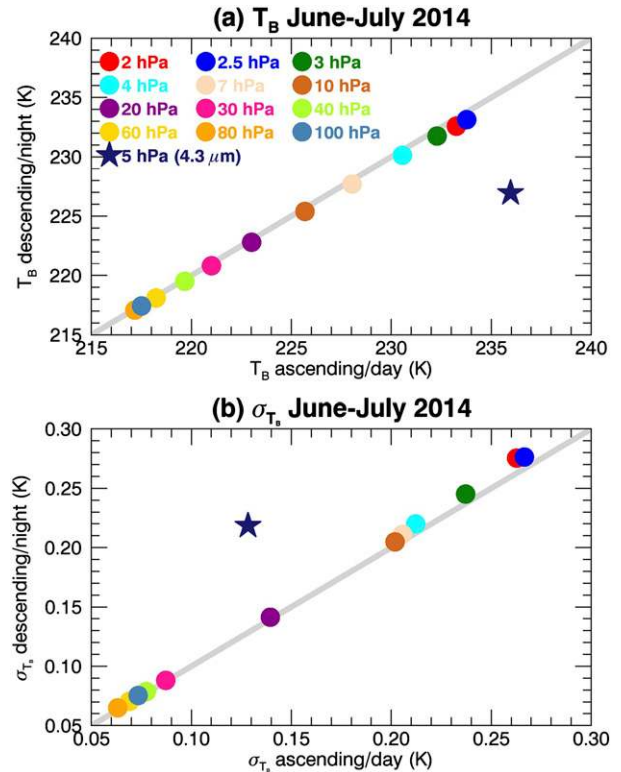 (a) T_B June-July 2014
240
235
230
225
220
215
2 hPa 2.5 hPa 3 hPa
4 hPa 7 hPa 10 hPa
20 hPa 30 hPa 40 hPa
60 hPa 80 hPa 100 hPa
5 hPa (4.3 μm)
T_B descending/night (K)
215 220 225 230 235 240
T_B ascending/day (K)
(b) σ_T_B June-July 2014
0.30
0.25
0.20
0.15
0.10
0.05
σ_T_B descending/night (K)
0.05 0.10 0.15 0.20 0.25 0.30
σ_T_B ascending/day (K)